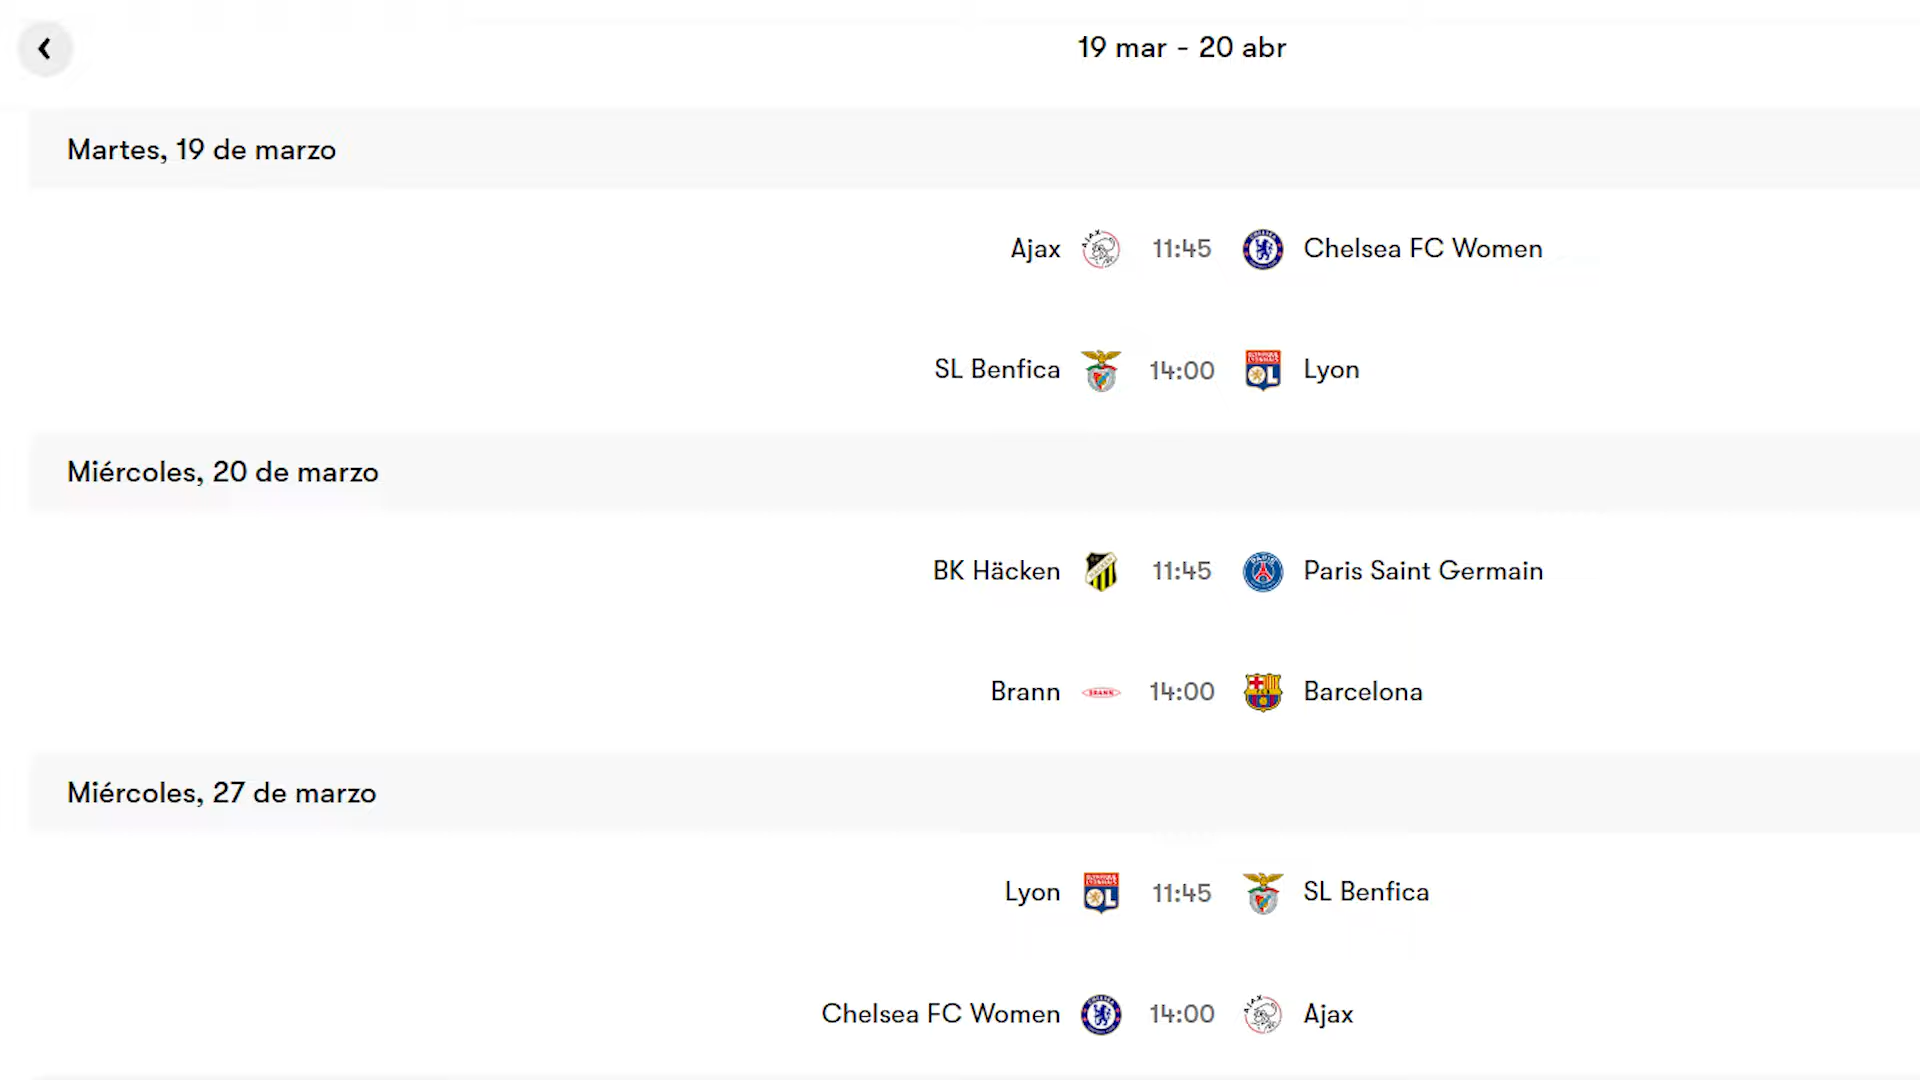 19 mar - 20 abr
Martes, 19 de marzo
Ajax 11:45 Chelsea FC Women
SL Benfica 14:00 Lyon
Miércoles, 20 de marzo
BK Häcken 11:45 Paris Saint Germain
Brann BRANN 14:00 Barcelona
Miércoles, 27 de marzo
Lyon OL 11:45 SL Benfica
Chelsea FC Women 14:00 Ajax